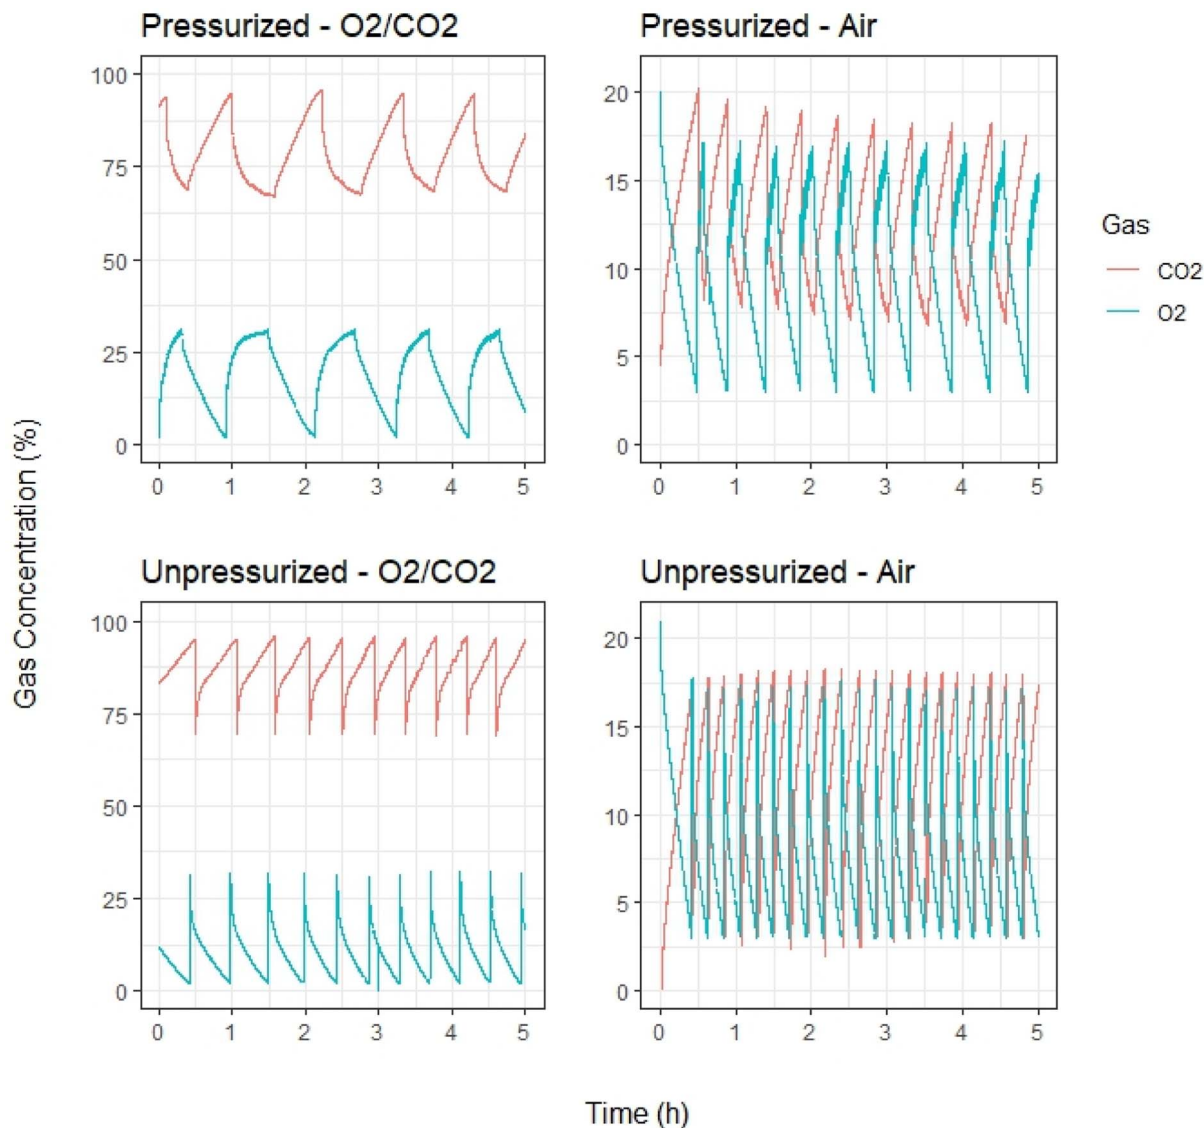 Pressurized - O2/CO2
Pressurized - Air
100
75
50
25
0
0 1 2 3 4 5
20
15
10
5
0
0 1 2 3 4 5
Gas
CO2
O2
Gas Concentration (%)
Unpressurized - O2/CO2
Unpressurized - Air
100
75
50
25
0
0 1 2 3 4 5
20
15
10
5
0
0 1 2 3 4 5
Time (h)